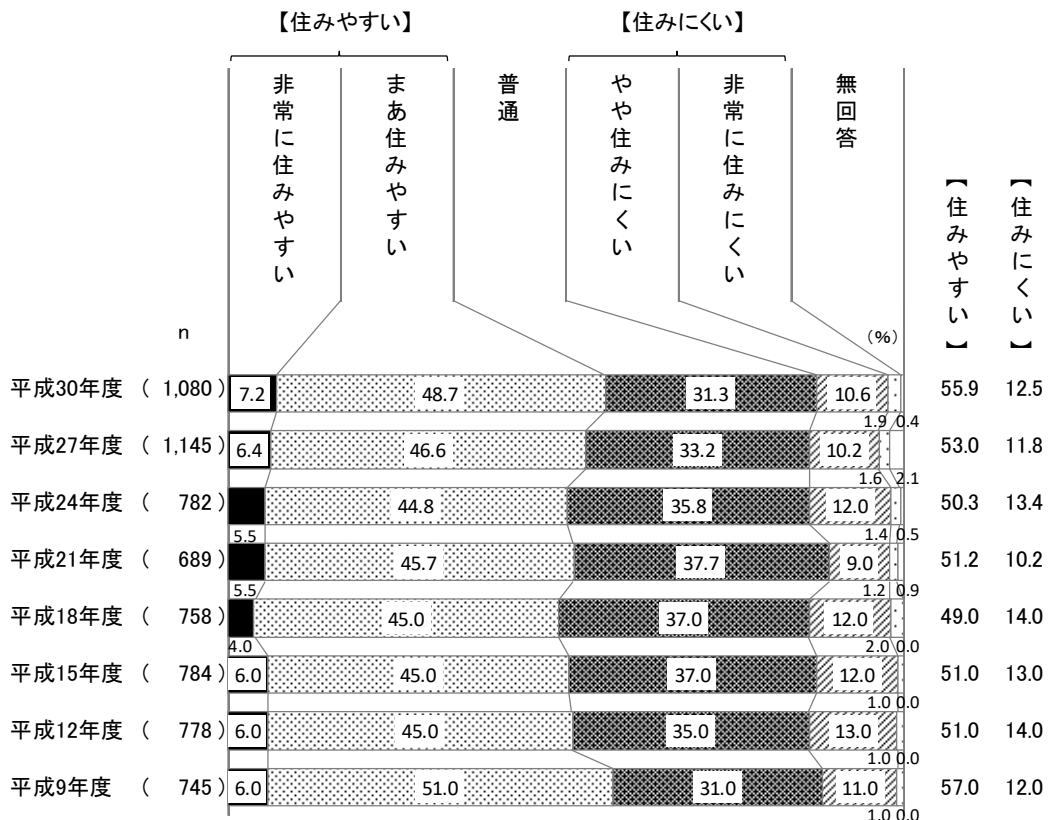 【住みやすい】 【住みにくい】
非常に住みやすい
まあ住みやすい
普通
やや住みにくい
非常に住みにくい
無回答
【住みやすい】
【住みにくい】
n (%)
平成30年度 ( 1,080 ) 7.2 48.7 31.3 10.6 55.9 12.5
1.9 0.4
平成27年度 ( 1,145 ) 6.4 46.6 33.2 10.2 53.0 11.8
1.6 2.1
平成24年度 ( 782 ) 44.8 35.8 12.0 50.3 13.4
5.5 1.4 0.5
平成21年度 ( 689 ) 45.7 37.7 9.0 51.2 10.2
5.5 1.2 0.9
平成18年度 ( 758 ) 45.0 37.0 12.0 49.0 14.0
4.0 2.0 0.0
平成15年度 ( 784 ) 6.0 45.0 37.0 12.0 51.0 13.0
1.0 0.0
平成12年度 ( 778 ) 6.0 45.0 35.0 13.0 51.0 14.0
1.0 0.0
平成9年度 ( 745 ) 6.0 51.0 31.0 11.0 57.0 12.0
1.0 0.0